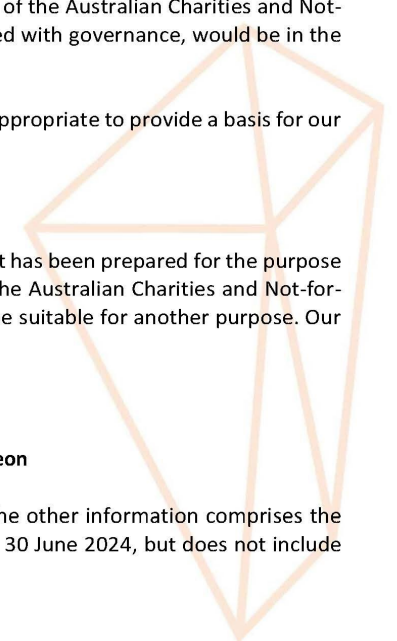 of the Australian Charities and Not-
ed with governance, would be in the
ppropriate to provide a basis for our
t has been prepared for the purpose
he Australian Charities and Not-for-
e suitable for another purpose. Our
eon
he other information comprises the
30 June 2024, but does not include